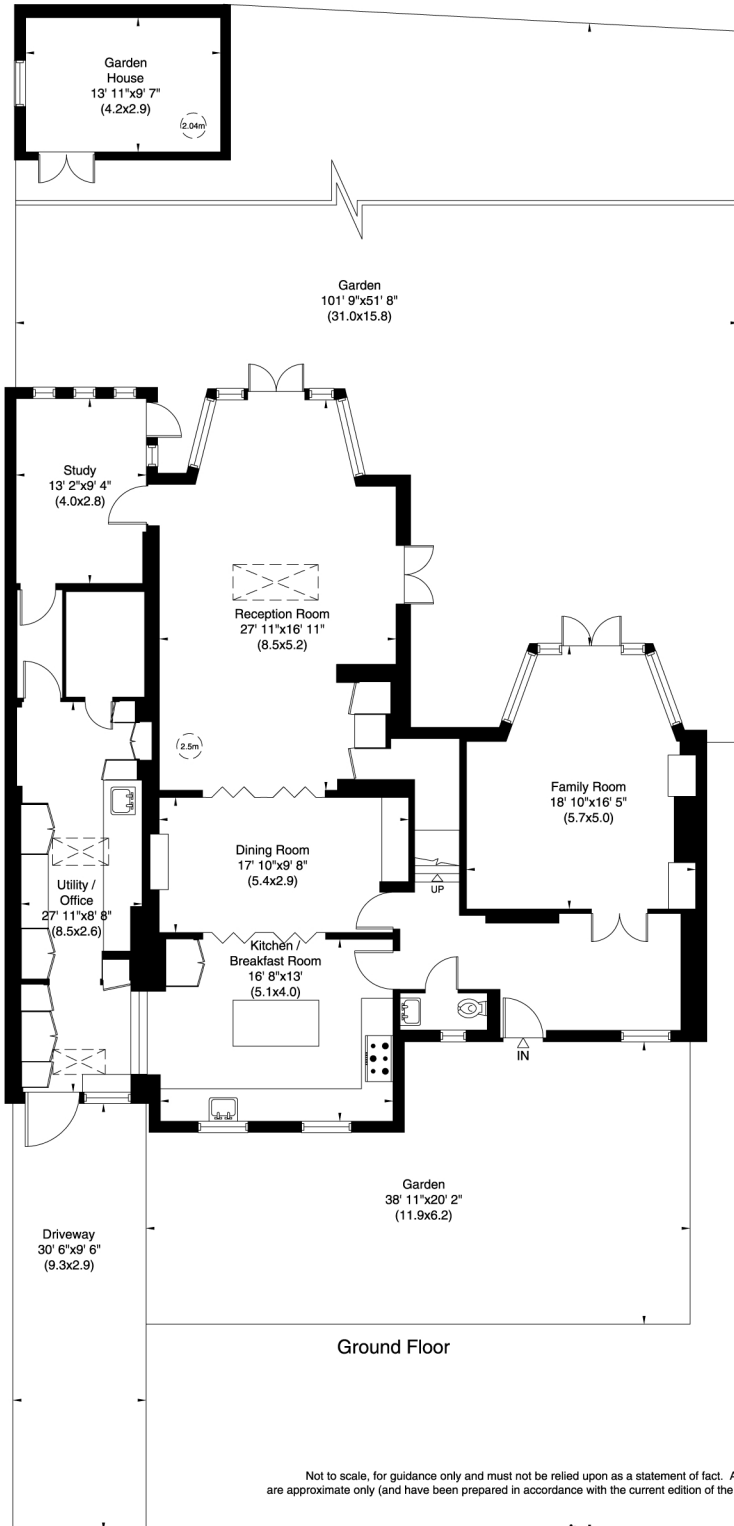 Garden
House
13' 11"x9' 7"
(4.2x2.9)
2.04m
Garden
101' 9"x51' 8"
(31.0x15.8)
Study
13' 2"x9' 4"
(4.0x2.8)
Reception Room
27' 11"x16' 11"
(8.5x5.2)
2.5m
Family Room
18' 10"x16' 5"
(5.7x5.0)
Dining Room
17' 10"x9' 8"
(5.4x2.9)
UP
Utility /
Office
27' 11"x8' 8"
(8.5x2.6)
Kitchen /
Breakfast Room
16' 8"x13'
(5.1x4.0)
IN
Garden
38' 11"x20' 2"
(11.9x6.2)
Driveway
30' 6"x9' 6"
(9.3x2.9)
Ground Floor
Not to scale, for guidance only and must not be relied upon as a statement of fact.
are approximate only (and have been prepared in accordance with the current edition of the